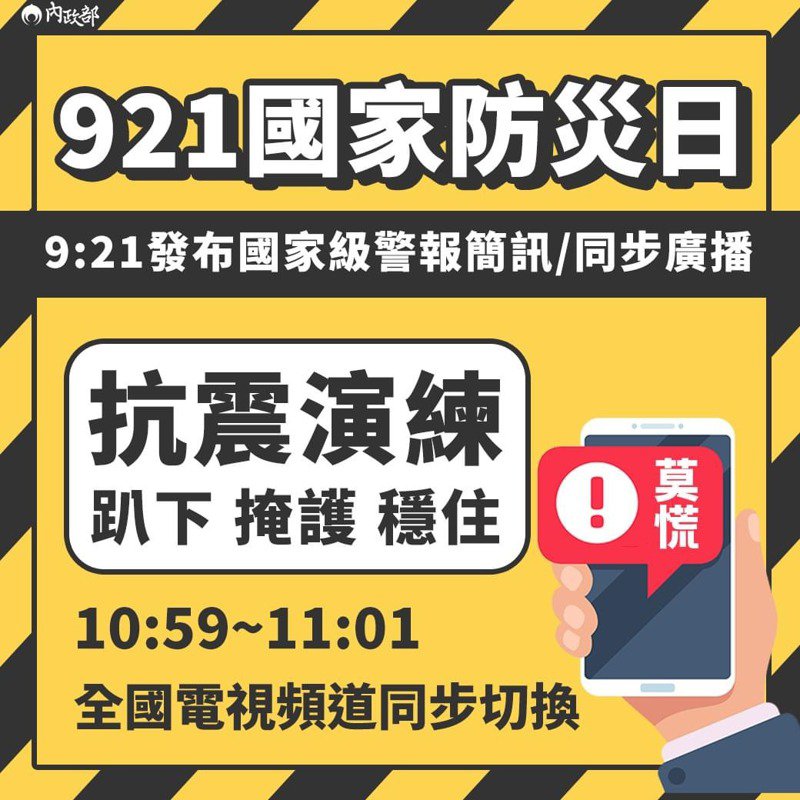 內政部
921國家防災日
9:21發布國家級警報簡訊/同步廣播
抗震演練
趴下 掩護 穩住
!
莫慌
10:59~11:01
全國電視頻道同步切換